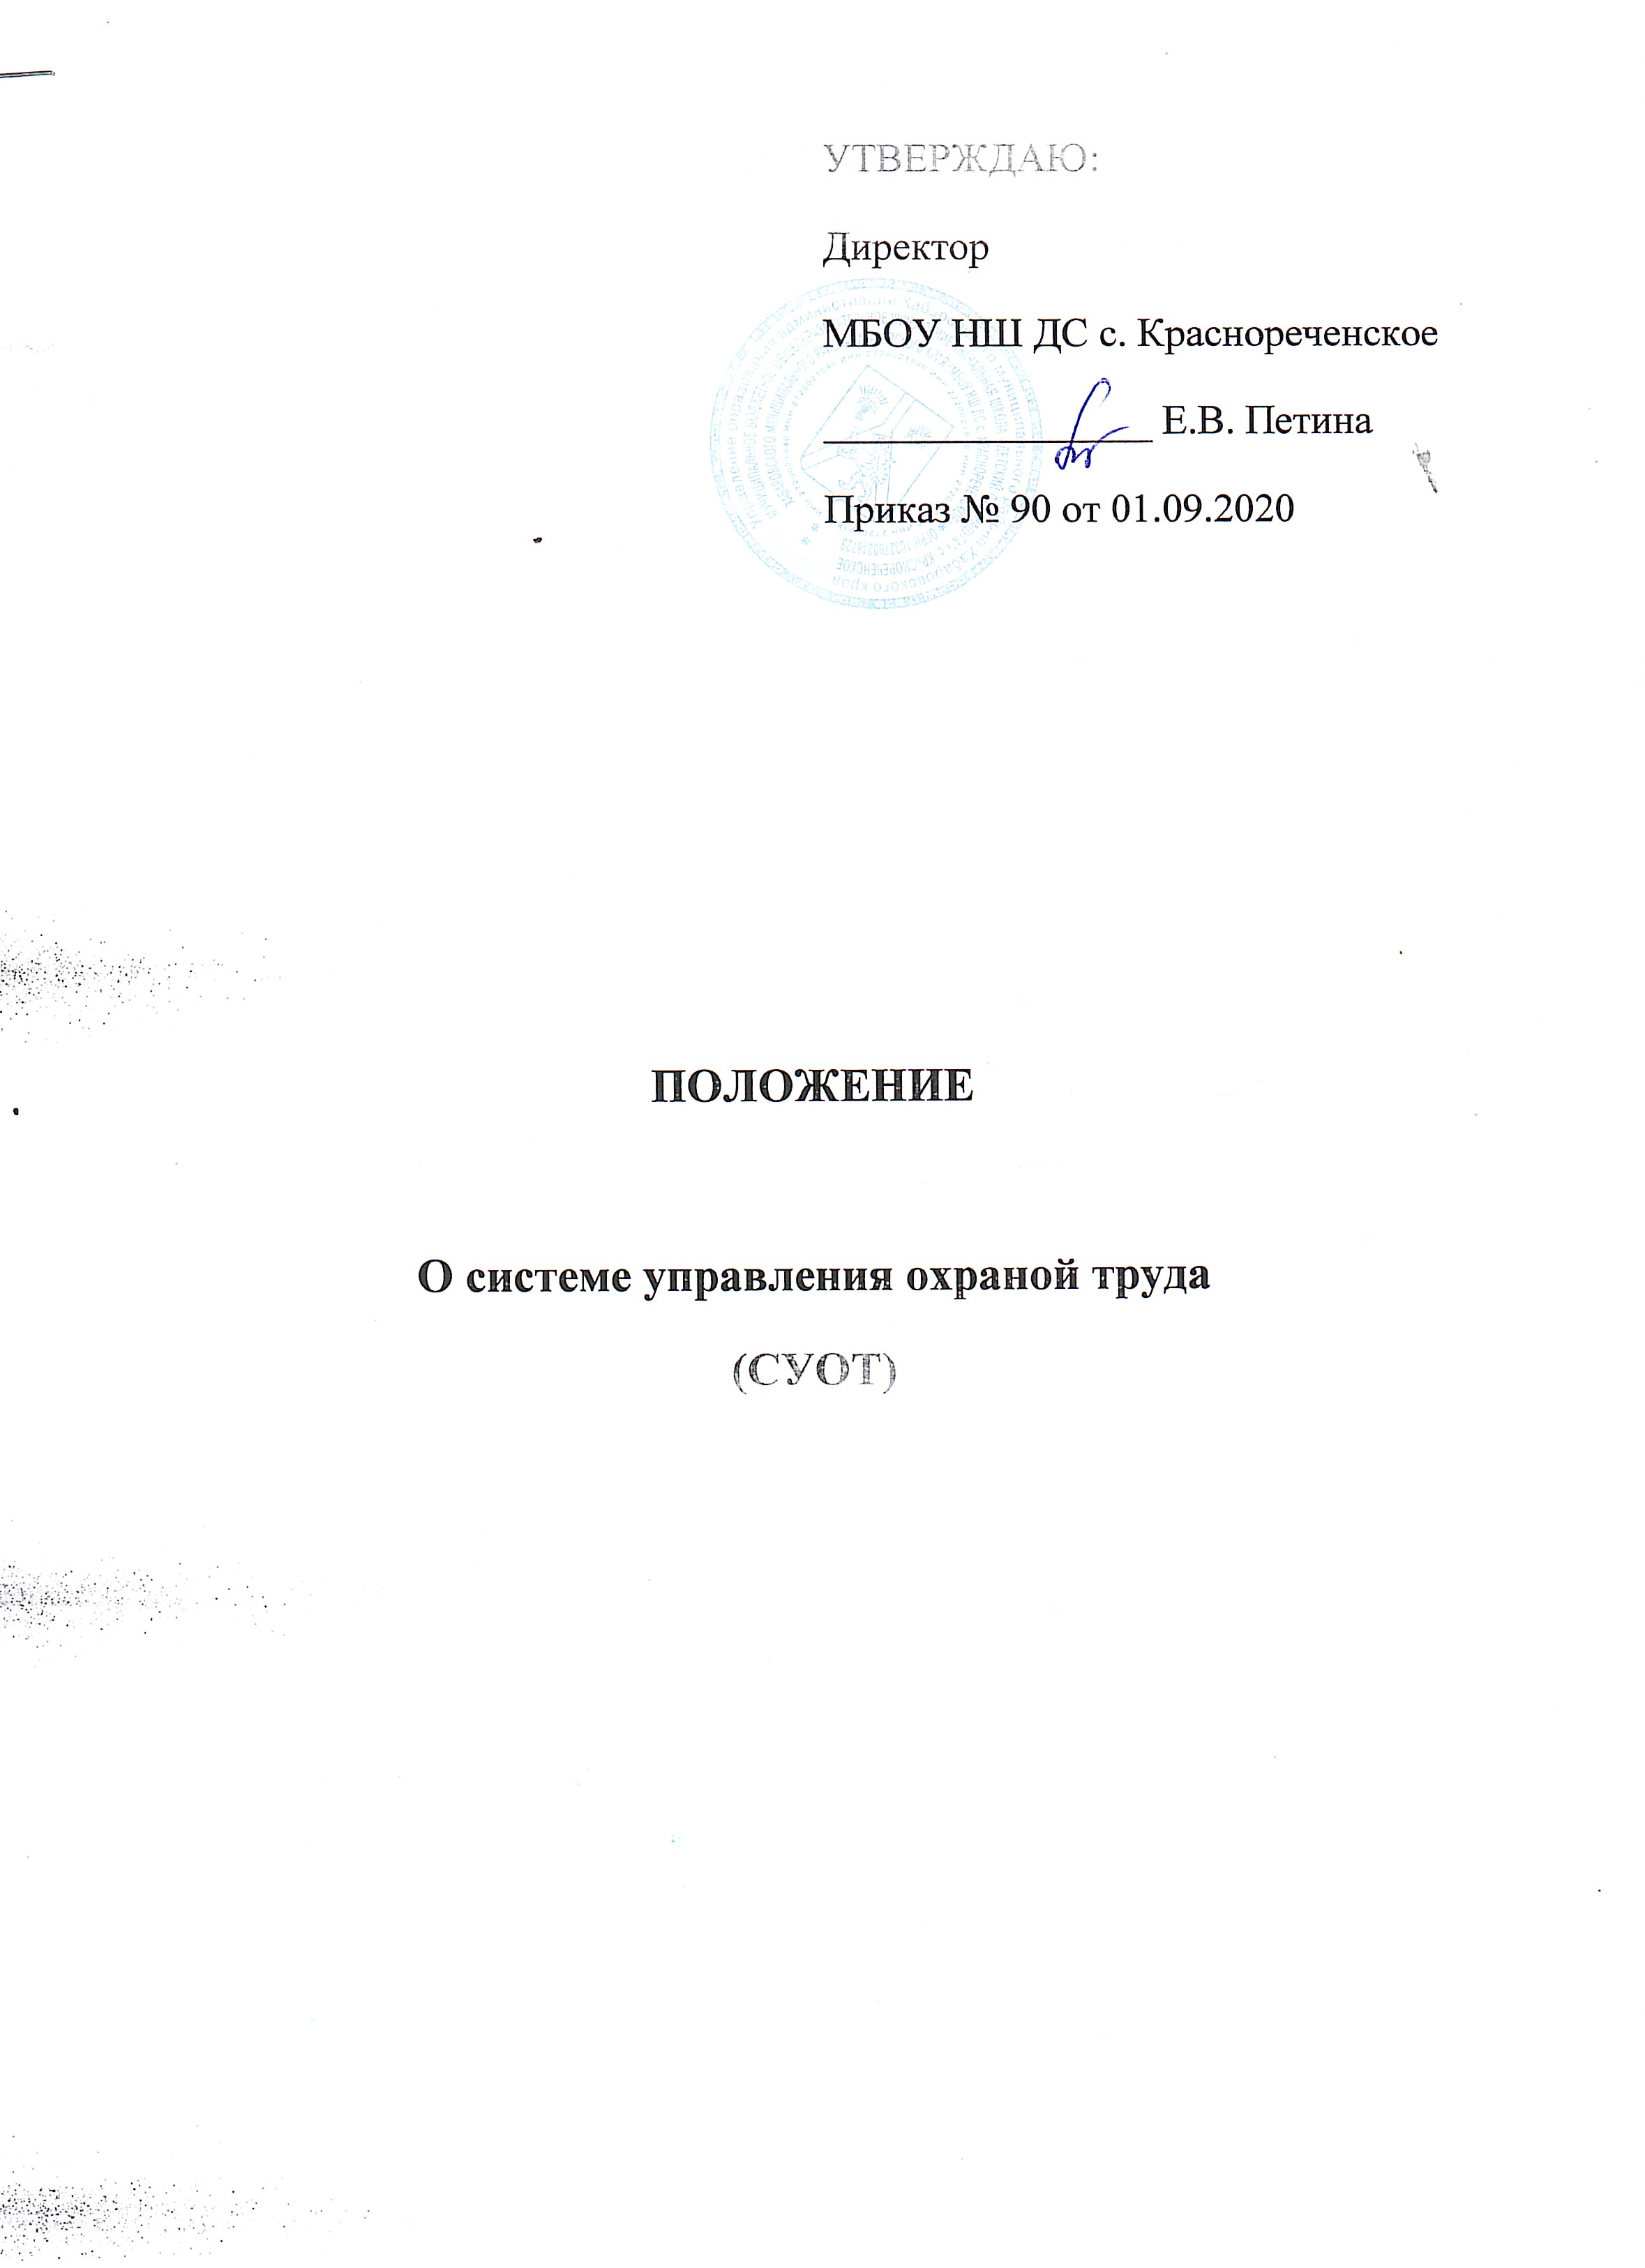 УТВЕРЖДАЮ:
Директор
МБОУ НШ ДС с. Краснореченское
Е.В. Петина
Приказ № 90 от 01.09.2020
ПОЛОЖЕНИЕ
О системе управления охраной труда
(СУОТ)